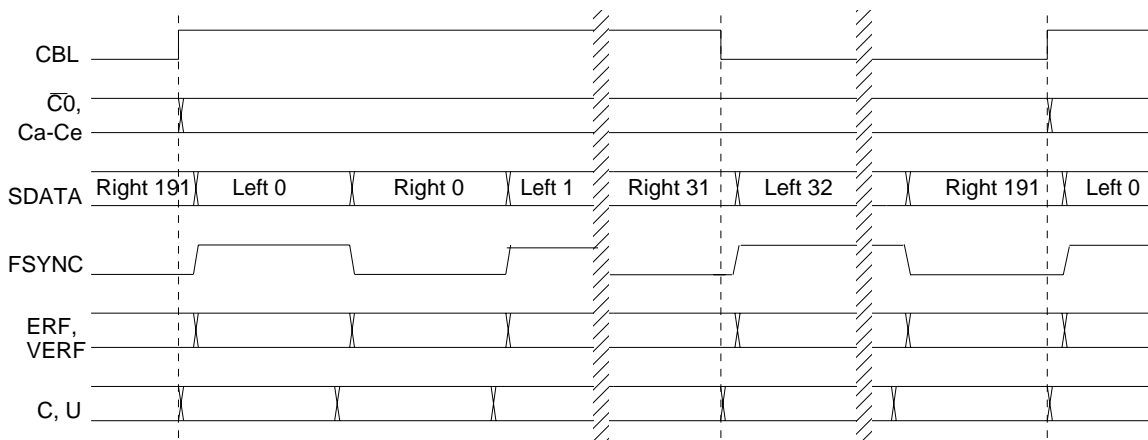 CBL
C̅0̅,
Ca-Ce
SDATA
Right 191 Left 0 Right 0 Left 1 Right 31 Left 32 Right 191 Left 0
FSYNC
ERF,
VERF
C, U